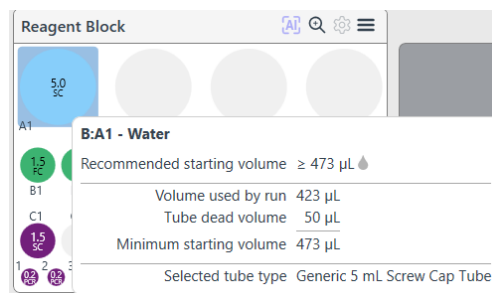 Reagent Block
[AI]
5.0
SC
A1
B:A1 - Water
Recommended starting volume ≥ 473 µL
1.5
FC
B1
Volume used by run 423 µL
Tube dead volume 50 µL
C1
Minimum starting volume 473 µL
1.5
SC
1 2 3
0.2
PCR
0.2
PCR
Selected tube type Generic 5 mL Screw Cap Tube